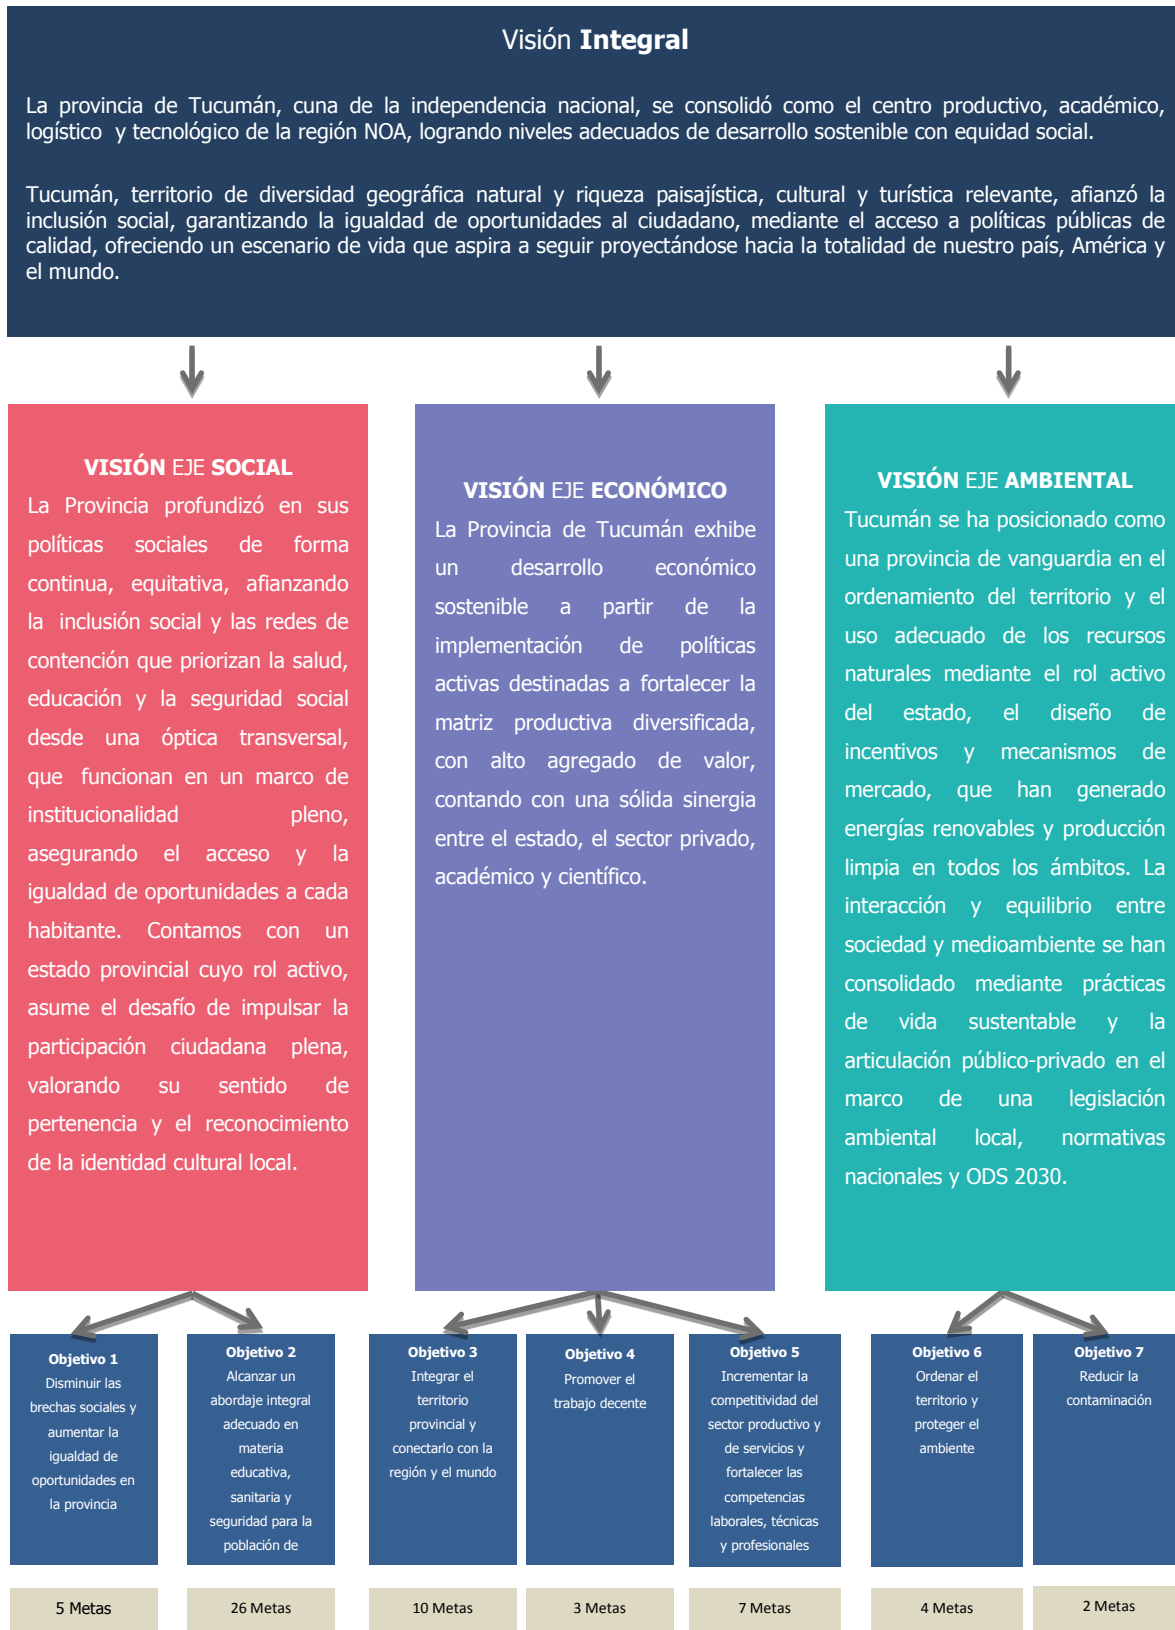 Visión Integral
La provincia de Tucumán, cuna de la independencia nacional, se consolidó como el centro productivo, académico,
logístico y tecnológico de la región NOA, logrando niveles adecuados de desarrollo sostenible con equidad social.
Tucumán, territorio de diversidad geográfica natural y riqueza paisajística, cultural y turística relevante, afianzó la
inclusión social, garantizando la igualdad de oportunidades al ciudadano, mediante el acceso a políticas públicas de
calidad, ofreciendo un escenario de vida que aspira a seguir proyectándose hacia la totalidad de nuestro país, América y
el mundo.
VISIÓN EJE SOCIAL
La Provincia profundizó en sus
políticas sociales de forma
continua, equitativa, afianzando
la inclusión social y las redes de
contención que priorizan la salud,
educación y la seguridad social
desde una óptica transversal,
que funcionan en un marco de
institucionalidad pleno,
asegurando el acceso y la
igualdad de oportunidades a cada
habitante. Contamos con un
estado provincial cuyo rol activo,
asume el desafío de impulsar la
participación ciudadana plena,
valorando su sentido de
pertenencia y el reconocimiento
de la identidad cultural local.
VISIÓN EJE ECONÓMICO
La Provincia de Tucumán exhibe
un desarrollo económico
sostenible a partir de la
implementación de políticas
activas destinadas a fortalecer la
matriz productiva diversificada,
con alto agregado de valor,
contando con una sólida sinergia
entre el estado, el sector privado,
académico y científico.
VISIÓN EJE AMBIENTAL
Tucumán se ha posicionado como
una provincia de vanguardia en el
ordenamiento del territorio y el
uso adecuado de los recursos
naturales mediante el rol activo
del estado, el diseño de
incentivos y mecanismos de
mercado, que han generado
energías renovables y producción
limpia en todos los ámbitos. La
interacción y equilibrio entre
sociedad y medioambiente se han
consolidado mediante prácticas
de vida sustentable y la
articulación público-privado en el
marco de una legislación
ambiental local, normativas
nacionales y ODS 2030.
Objetivo 1
Disminuir las
brechas sociales y
aumentar la
igualdad de
oportunidades en
la provincia
Objetivo 2
Alcanzar un
abordaje integral
adecuado en
materia
educativa,
sanitaria y
seguridad para la
población de
Objetivo 3
Integrar el
territorio
provincial y
conectarlo con la
región y el mundo
Objetivo 4
Promover el
trabajo decente
Objetivo 5
Incrementar la
competitividad del
sector productivo y
de servicios y
fortalecer las
competencias
laborales, técnicas
y profesionales
Objetivo 6
Ordenar el
territorio y
proteger el
ambiente
Objetivo 7
Reducir la
contaminación
5 Metas
26 Metas
10 Metas
3 Metas
7 Metas
4 Metas
2 Metas